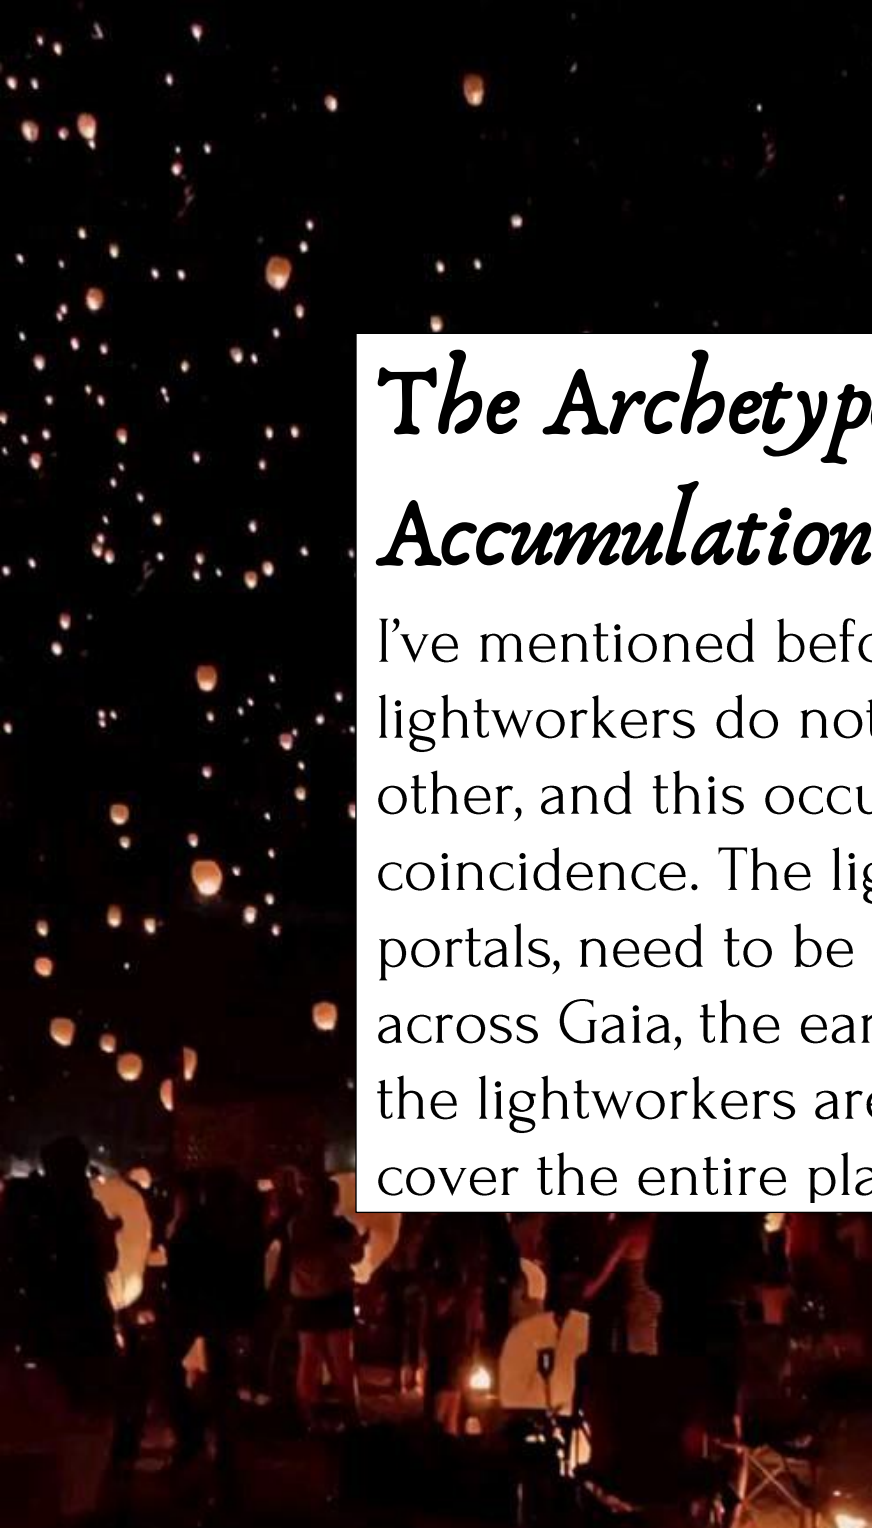 The Archetype
Accumulation
I've mentioned befo
lightworkers do not
other, and this occu
coincidence. The lig
portals, need to be
across Gaia, the ear
the lightworkers are
cover the entire pla